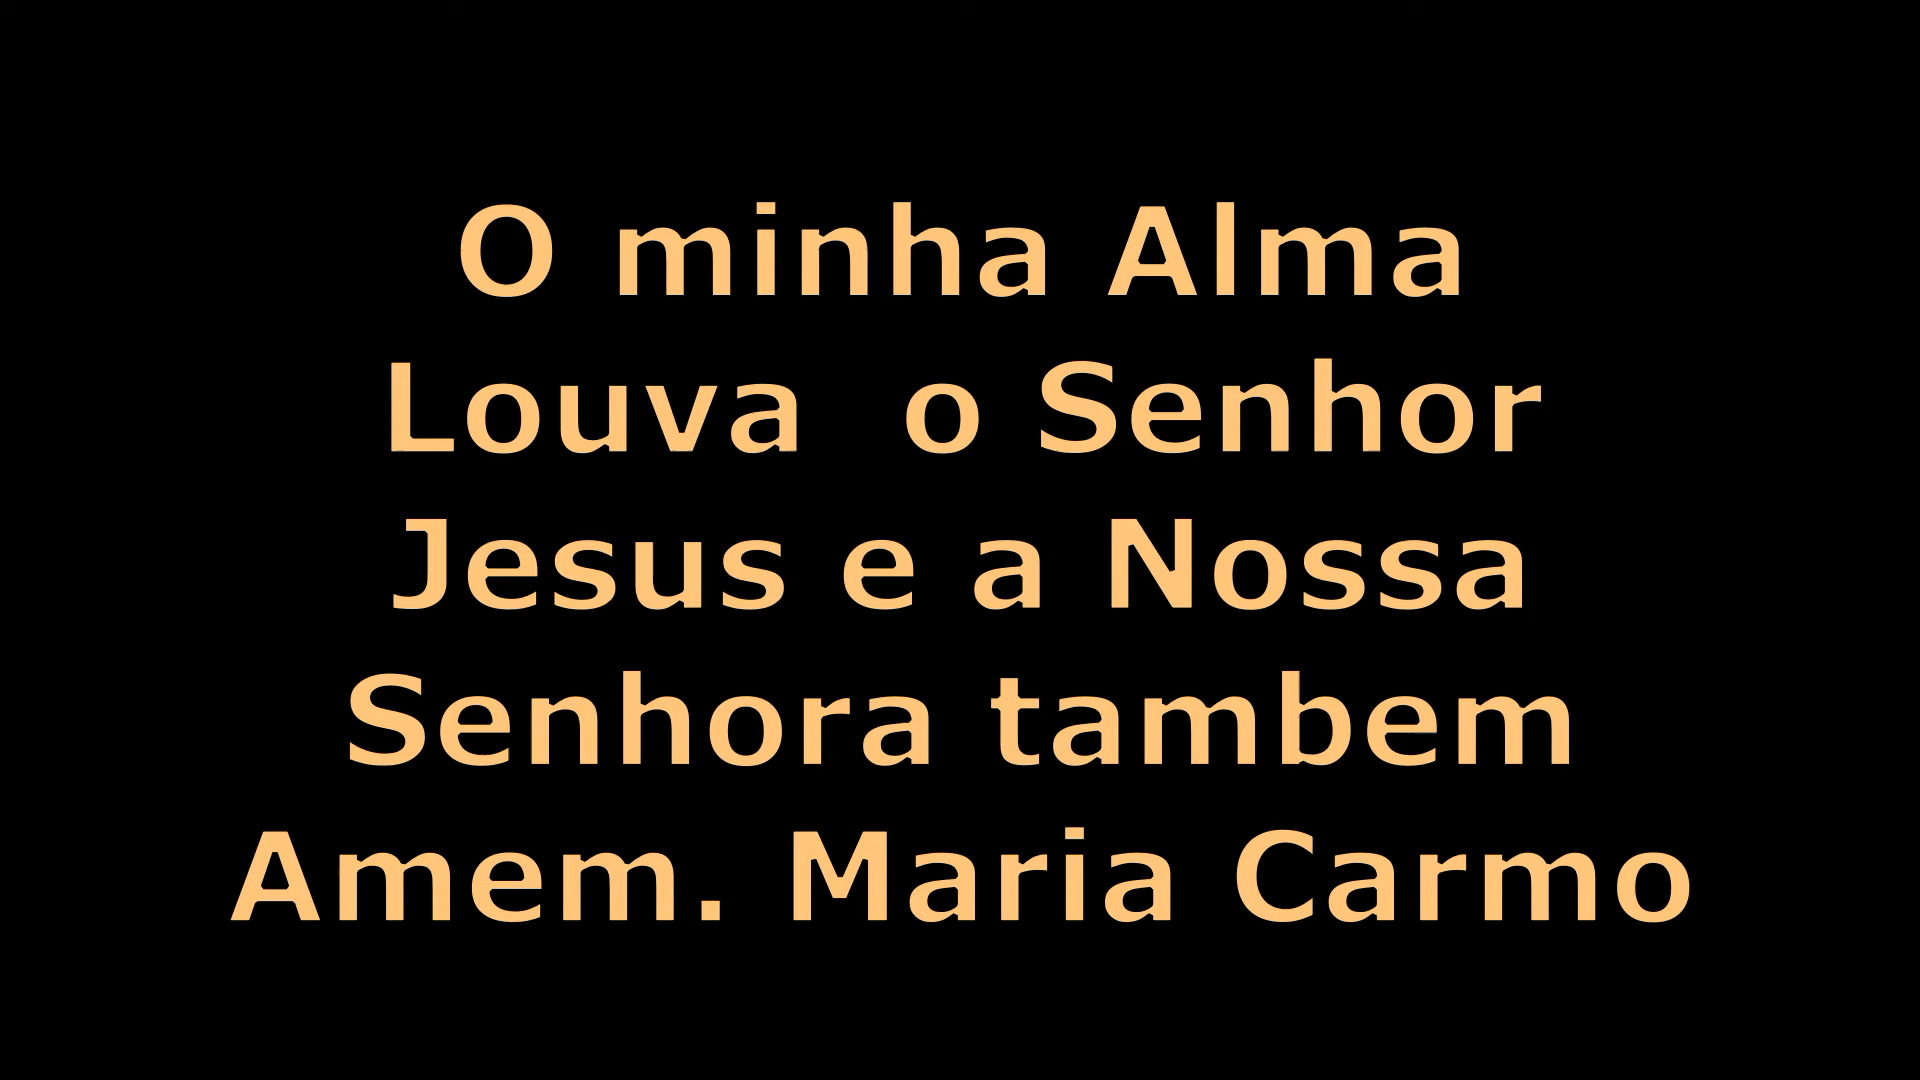 O minha Alma
Louva  o Senhor
Jesus e a Nossa
Senhora tambem
Amem. Maria Carmo